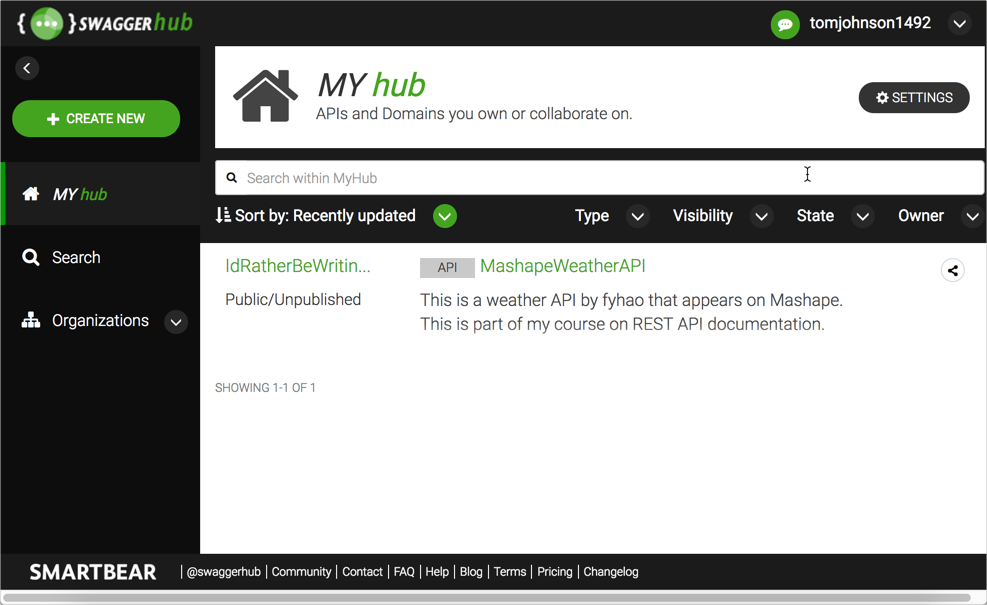 { ... } SWAGGER hub
tomjohnson1492
CREATE NEW
MY hub
Search
Organizations
MY hub
APIs and Domains you own or collaborate on.
SETTINGS
Search within MyHub
Sort by: Recently updated Type Visibility State Owner
IdRatherBeWritin... API MashapeWeatherAPI
Public/Unpublished
This is a weather API by fyhao that appears on Mashape.
This is part of my course on REST API documentation.
SHOWING 1-1 OF 1
SMARTBEAR | @swaggerhub | Community | Contact | FAQ | Help | Blog | Terms | Pricing | Changelog